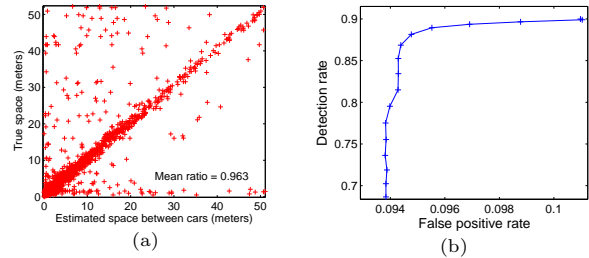 50
40
30
20
10
0
True space (meters)
Mean ratio = 0.963
0 10 20 30 40 50
Estimated space between cars (meters)
(a)
0.9
0.85
0.8
0.75
0.7
Detection rate
0.094 0.096 0.098 0.1
False positive rate
(b)